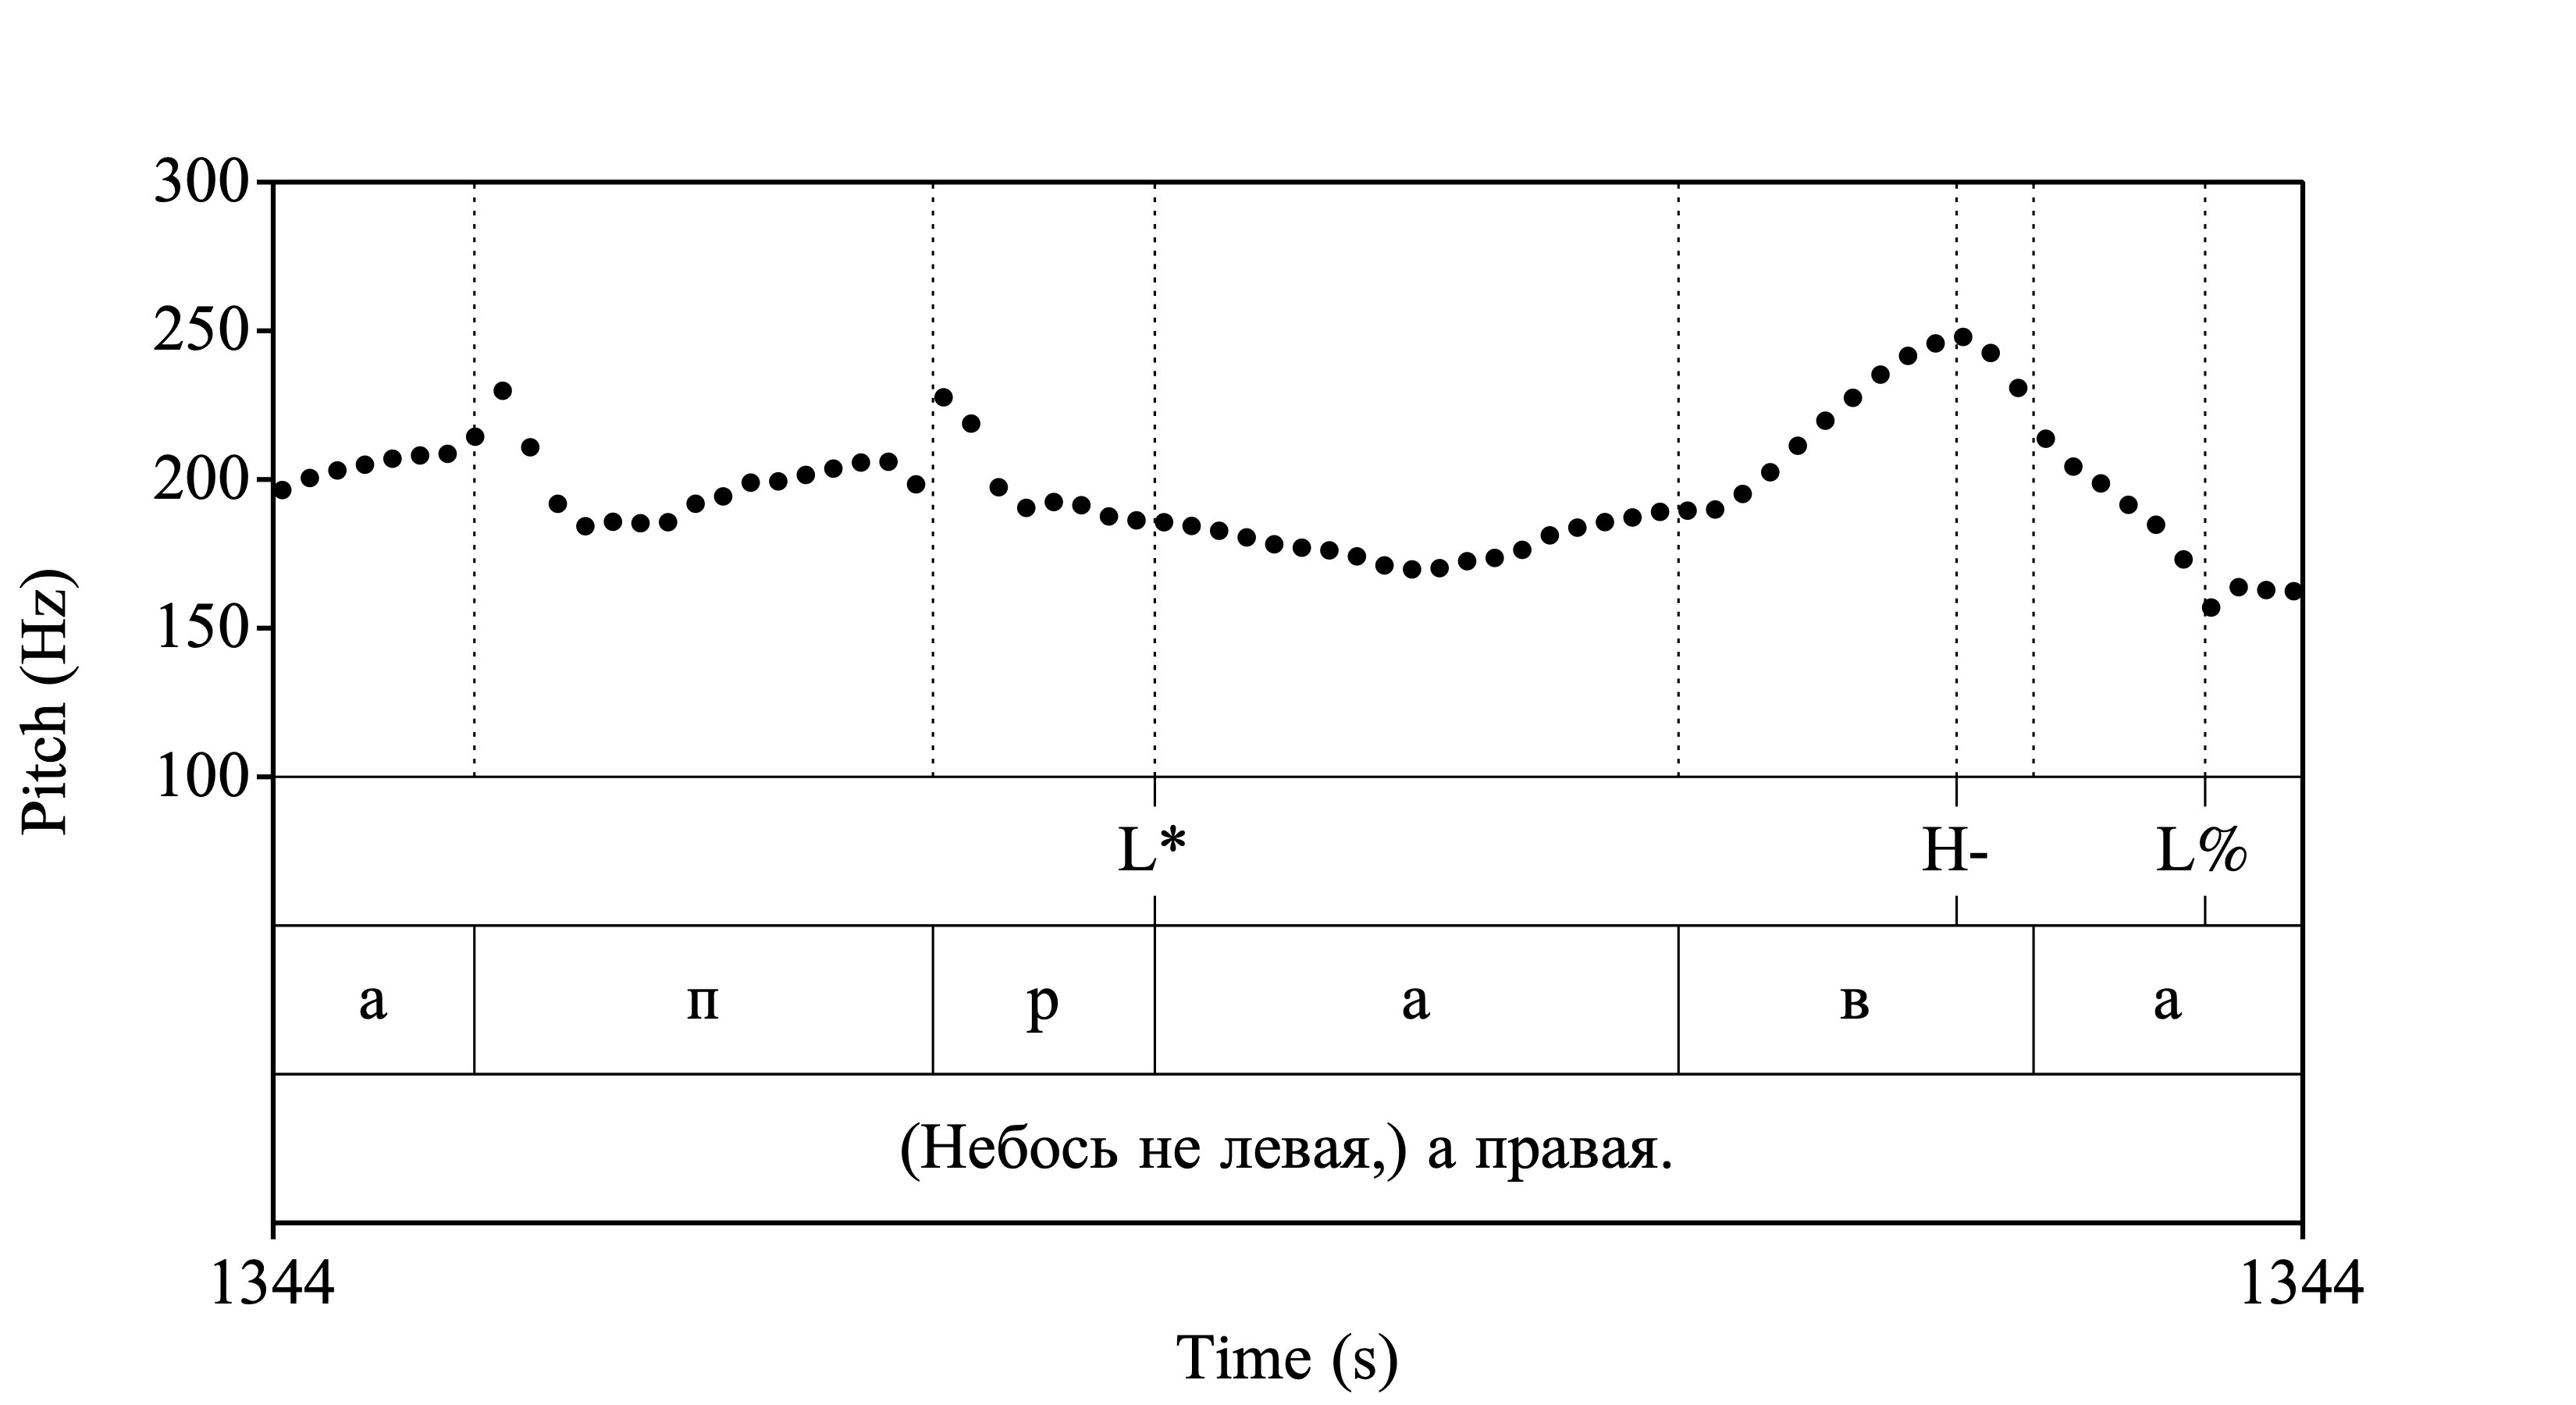 300
250
200
150
100
Pitch (Hz)
L* H- L%
а п р а в а
(Небось не левая,) а правая.
1344 1344
Time (s)